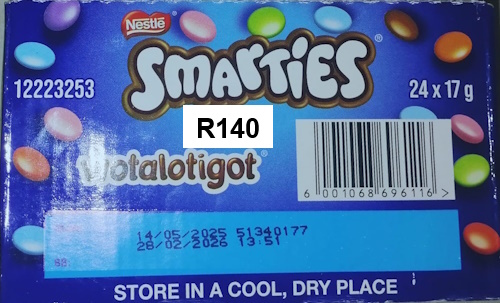 Nestlé
SMARTIES®
12223253
24 x 17 g
R140
Wotalotigot®
6 001068 696116 >
14/05/2025 51340177
28/02/2026 13:51
STORE IN A COOL, DRY PLACE